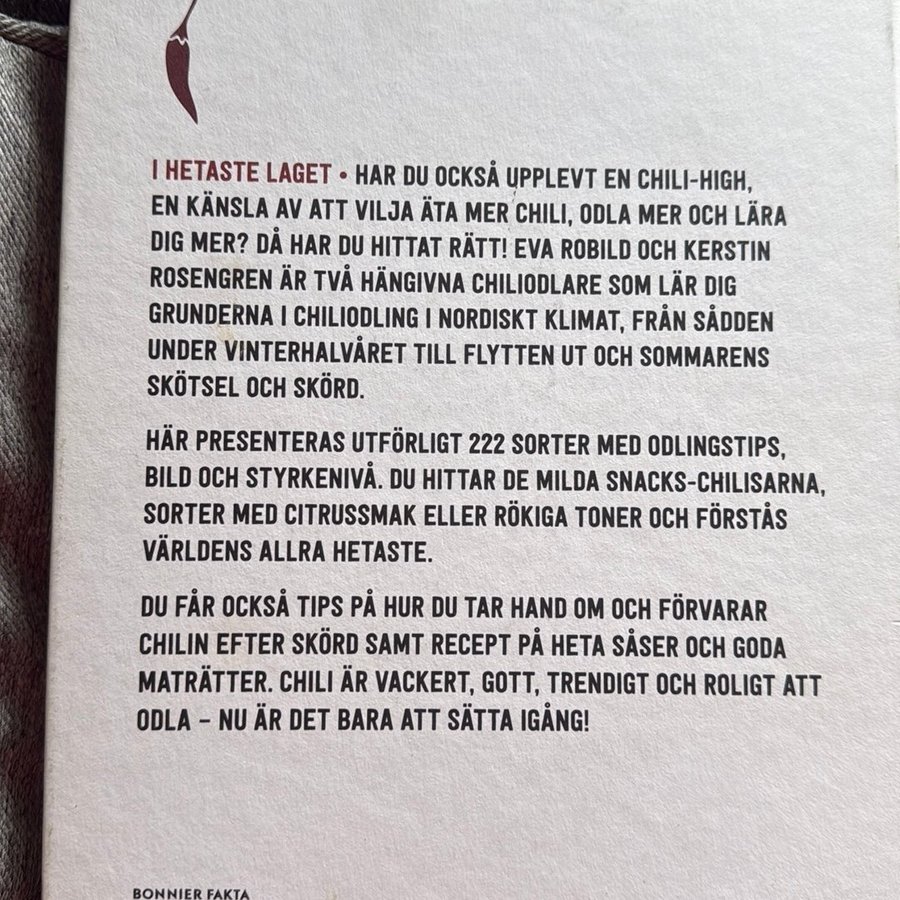 I HETASTE LAGET • HAR DU OCKSÅ UPPLEVT EN CHILI-HIGH,
EN KÄNSLA AV ATT VILJA ÄTA MER CHILI, ODLA MER OCH LÄRA
DIG MER? DÅ HAR DU HITTAT RÄTT! EVA ROBILD OCH KERSTIN
ROSENGREN ÄR TVÅ HÄNGIVNA CHILIODLARE SOM LÄR DIG
GRUNDERNA I CHILIODLING I NORDISKT KLIMAT, FRÅN SÅDDEN
UNDER VINTERHALVÅRET TILL FLYTTEN UT OCH SOMMARENS
SKÖTSEL OCH SKÖRD.
HÄR PRESENTERAS UTFÖRLIGT 222 SORTER MED ODLINGSTIPS,
BILD OCH STYRKENIVÅ. DU HITTAR DE MILDA SNACKS-CHILISARNA,
SORTER MED CITRUSSMAK ELLER RÖKIGA TONER OCH FÖRSTÅS
VÄRLDENS ALLRA HETASTE.
DU FÅR OCKSÅ TIPS PÅ HUR DU TAR HAND OM OCH FÖRVARAR
CHILIN EFTER SKÖRD SAMT RECEPT PÅ HETA SÅSER OCH GODA
MATRÄTTER. CHILI ÄR VACKERT, GOTT, TRENDIGT OCH ROLIGT ATT
ODLA – NU ÄR DET BARA ATT SÄTTA IGÅNG!
BONNIER FAKTA